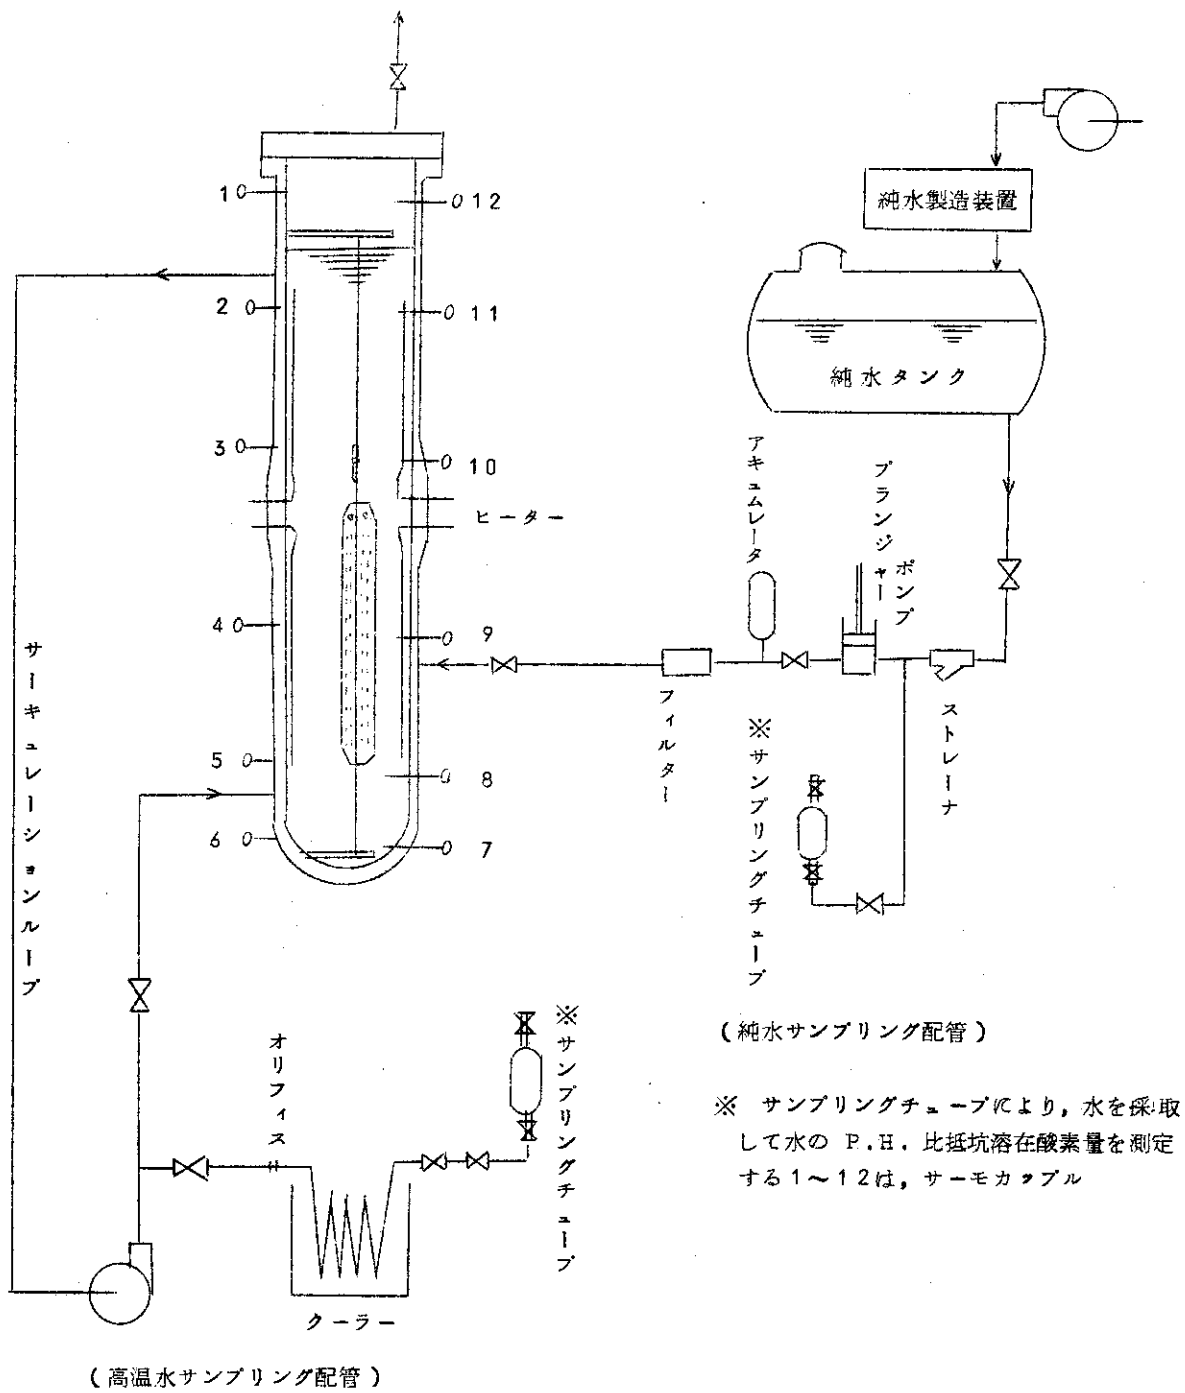 純水製造装置
純水タンク
1
2
3
4
5
6
12
11
10
9
8
7
ヒーター
サーキュレーションループ
アキュムレータ
プランジャー
ポンプ
フィルター
※サンプリングチューブ
ストレーナ
(純水サンプリング配管)
オリフィス
※サンプリングチューブ
クーラー
(高温水サンプリング配管)
※ サンプリングチューブにより,水を採取
して水の P.H. 比抵坑溶在酸素量を測定
する1~12は,サーモカップル